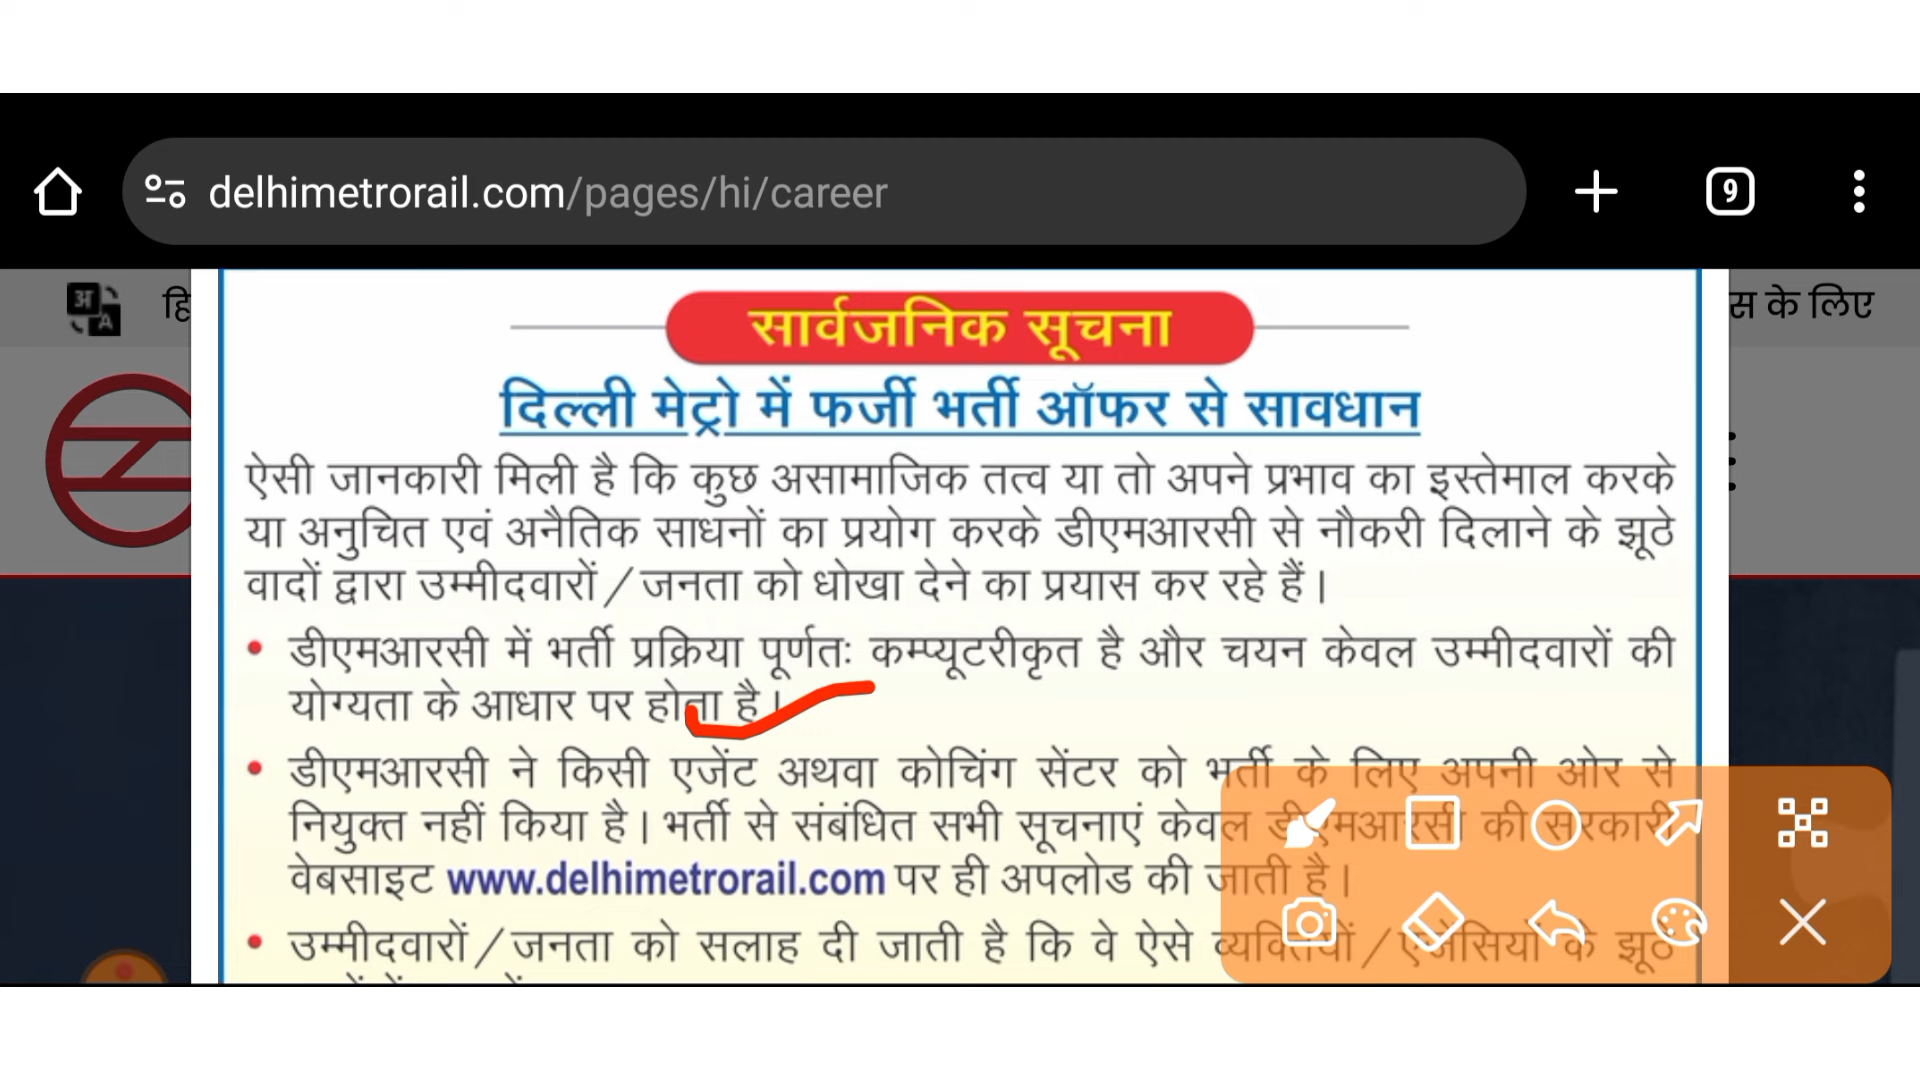 delhimetrorail.com/pages/hi/career
9
अ
A
हि
स के लिए
सार्वजनिक सूचना
दिल्ली मेट्रो में फर्जी भर्ती ऑफर से सावधान
ऐसी जानकारी मिली है कि कुछ असामाजिक तत्व या तो अपने प्रभाव का इस्तेमाल करके
या अनुचित एवं अनैतिक साधनों का प्रयोग करके डीएमआरसी से नौकरी दिलाने के झूठे
वादों द्वारा उम्मीदवारों/जनता को धोखा देने का प्रयास कर रहे हैं।
• डीएमआरसी में भर्ती प्रक्रिया पूर्णतः कम्प्यूटरीकृत है और चयन केवल उम्मीदवारों की
योग्यता के आधार पर होता है।
• डीएमआरसी ने किसी एजेंट अथवा कोचिंग सेंटर को भर्ती के लिए अपनी ओर से
नियुक्त नहीं किया है। भर्ती से संबंधित सभी सूचनाएं केवल डीएमआरसी की सरकारी
वेबसाइट www.delhimetrorail.com पर ही अपलोड की जाती है।
• उम्मीदवारों/जनता को सलाह दी जाती है कि वे ऐसे व्यक्तियों/एजेंसियों के झूठे